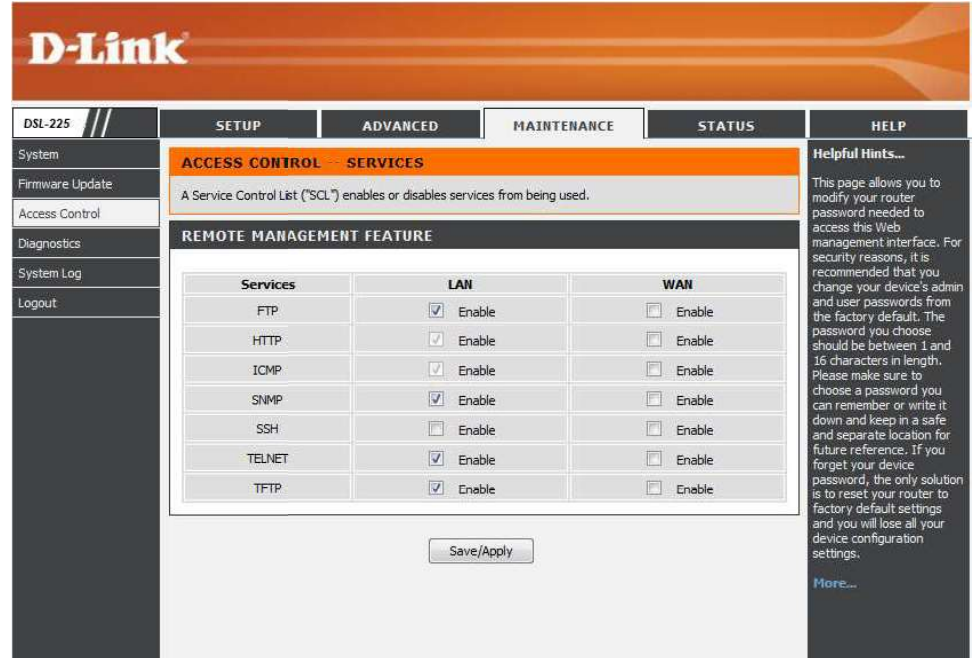 D-Link
DSL-225
SETUP
ADVANCED
MAINTENANCE
STATUS
HELP
System
Firmware Update
Access Control
Diagnostics
System Log
Logout
ACCESS CONTROL -- SERVICES
A Service Control List ("SCL") enables or disables services from being used.
REMOTE MANAGEMENT FEATURE
Services LAN WAN
FTP Enable Enable
HTTP Enable Enable
ICMP Enable Enable
SNMP Enable Enable
SSH Enable Enable
TELNET Enable Enable
TFTP Enable Enable
Save/Apply
Helpful Hints...
This page allows you to
modify your router
password needed to
access this Web
management interface. For
security reasons, it is
recommended that you
change your device's admin
and user passwords from
the factory default. The
password you choose
should be between 1 and
16 characters in length.
Please make sure to
choose a password you
can remember or write it
down and keep in a safe
and separate location for
future reference. If you
forget your device
password, the only solution
is to reset your router to
factory default settings
and you will lose all your
device configuration
settings.
More...